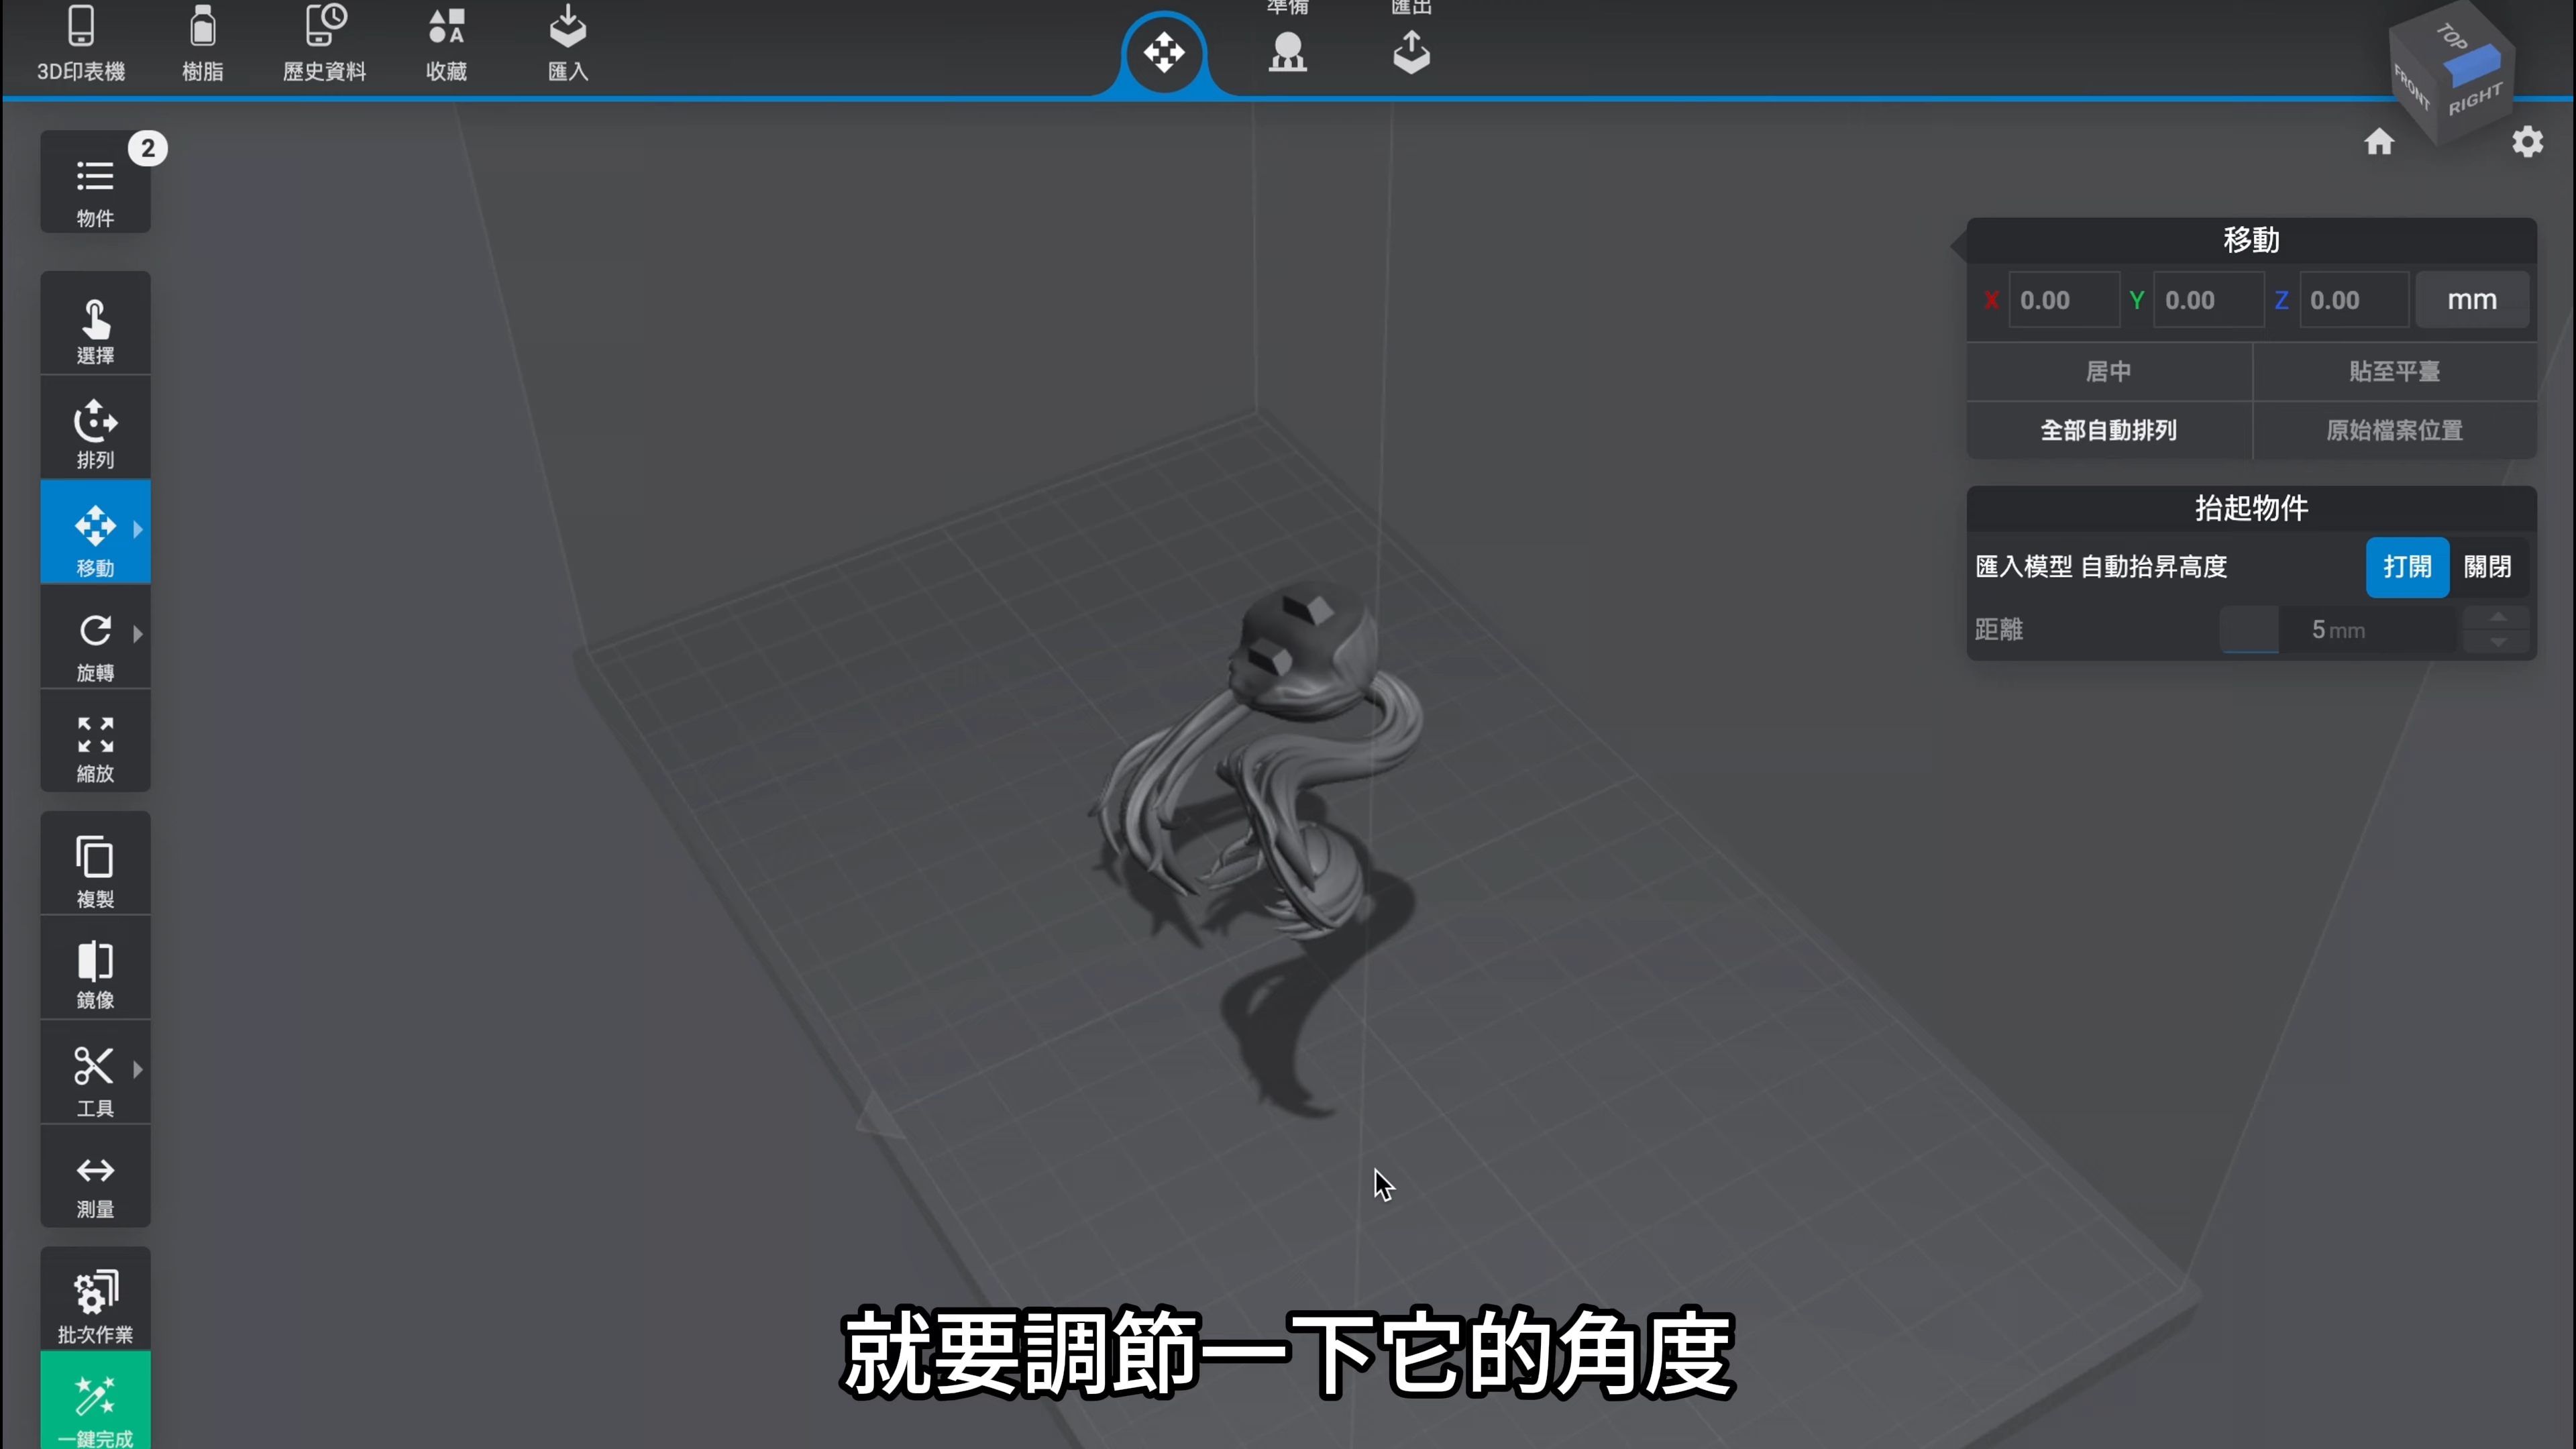 準備
匯出
3D印表機
樹脂
歷史資料
收藏
匯入
TOP
FRONT
RIGHT
2
物件
選擇
排列
移動
旋轉
縮放
複製
鏡像
工具
測量
批次作業
一鍵完成
移動
X 0.00 Y 0.00 Z 0.00 mm
居中 貼至平臺
全部自動排列 原始檔案位置
抬起物件
匯入模型 自動抬昇高度 打開 關閉
距離 5 mm
就要調節一下它的角度